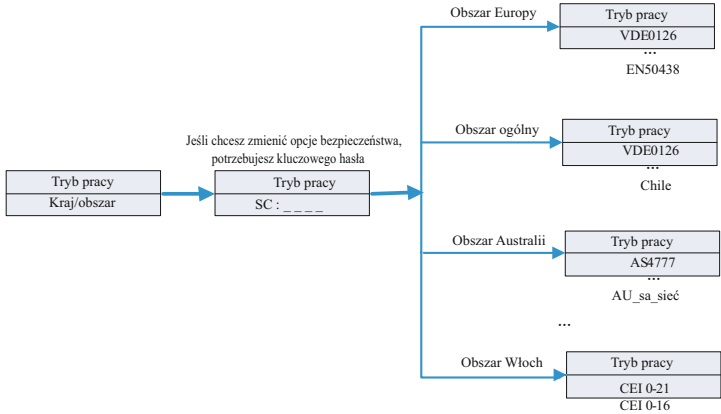 Jeśli chcesz zmienić opcje bezpieczeństwa,
potrzebujesz kluczowego hasła
Tryb pracy
Kraj/obszar
Tryb pracy
SC : _ _ _ _
Obszar Europy
Tryb pracy
VDE0126
...
EN50438
Obszar ogólny
Tryb pracy
VDE0126
...
Chile
Obszar Australii
Tryb pracy
AS4777
...
AU_sa_sieć
...
Obszar Włoch
Tryb pracy
CEI 0-21
CEI 0-16